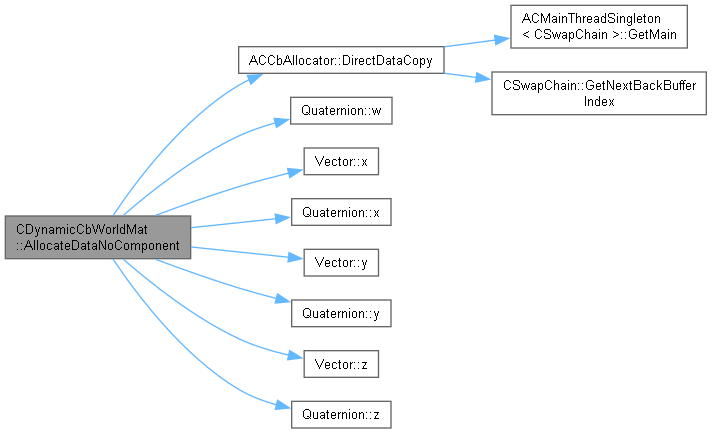 CDynamicCbWorldMat
::AllocateDataNoComponent
ACCbAllocator::DirectDataCopy
ACMainThreadSingleton
< CSwapChain >::GetMain
CSwapChain::GetNextBackBuffer
Index
Quaternion::w
Vector::x
Quaternion::x
Vector::y
Quaternion::y
Vector::z
Quaternion::z